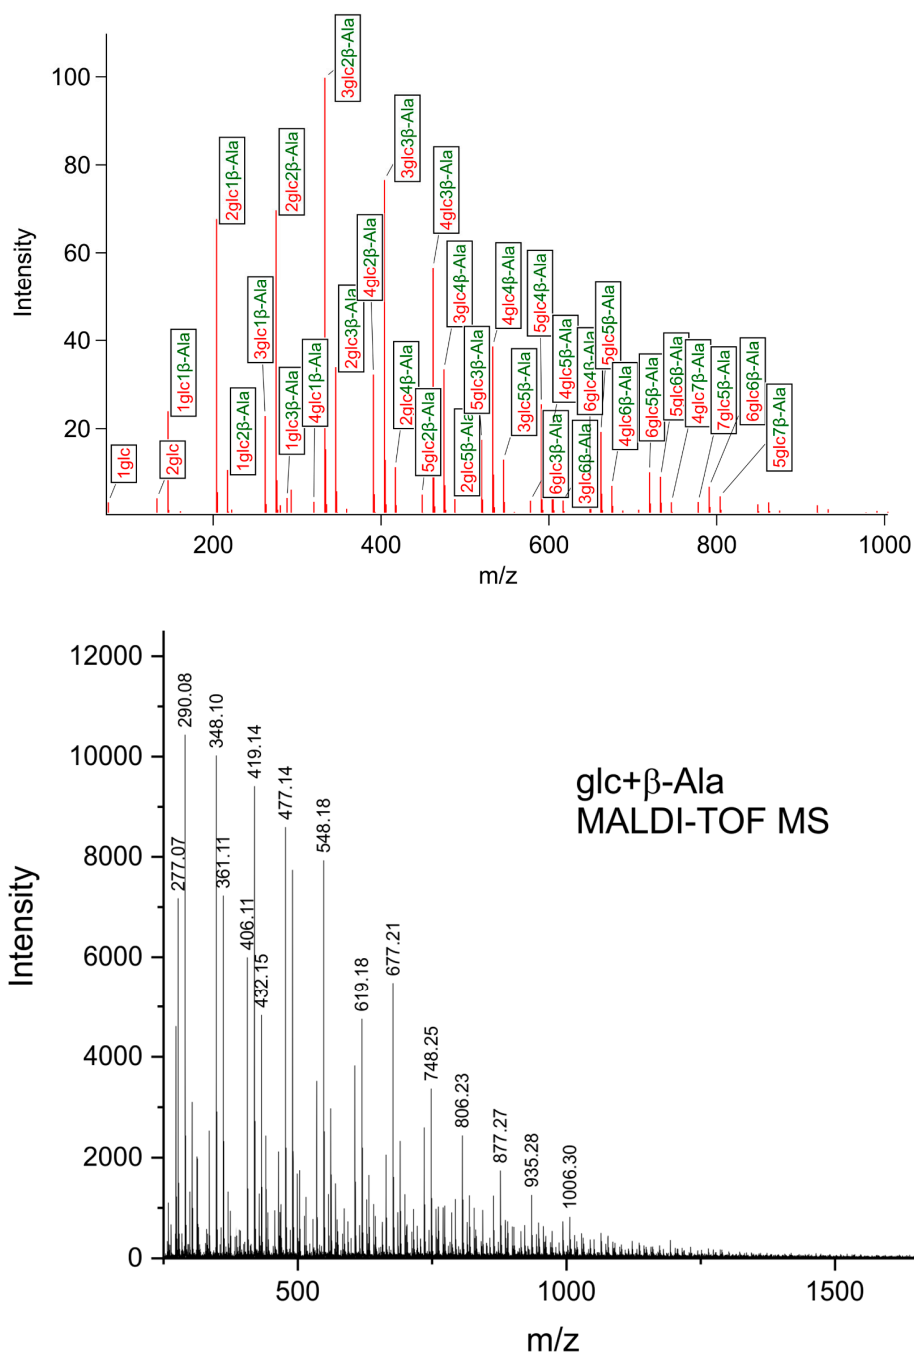 3glc2β-Ala
3glc3β-Ala
2glc1β-Ala
2glc2β-Ala
4glc3β-Ala
4glc2β-Ala
3glc4β-Ala
4glc4β-Ala
5glc4β-Ala
3glc1β-Ala
2glc3β-Ala
5glc5β-Ala
1glc1β-Ala
4glc1β-Ala
2glc4β-Ala
5glc3β-Ala
4glc5β-Ala
6glc4β-Ala
3glc5β-Ala
6glc5β-Ala
5glc6β-Ala
4glc7β-Ala
7glc5β-Ala
6glc6β-Ala
4glc6β-Ala
5glc7β-Ala
1glc
2glc
1glc2β-Ala
1glc3β-Ala
5glc2β-Ala
2glc5β-Ala
6glc3β-Ala
3glc6β-Ala
Intensity
100
80
60
40
20
200
400
600
800
1000
m/z
12000
10000
8000
6000
4000
2000
0
Intensity
277.07
290.08
348.10
361.11
406.11
419.14
432.15
477.14
548.18
619.18
677.21
748.25
806.23
877.27
935.28
1006.30
glc+β-Ala
MALDI-TOF MS
500
1000
1500
m/z